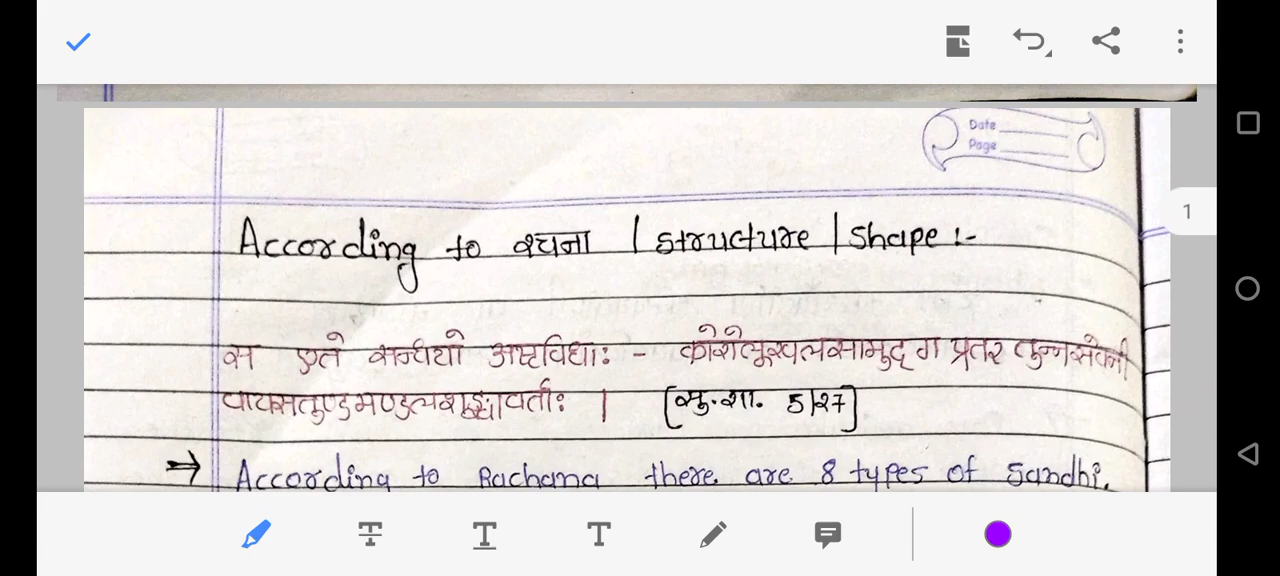 Date
Page
1
According to रचना / structure / shape :-
स एते सन्धयो अष्टविधाः - कोरोलूखलसामुद्ग प्रतर तुन्नसेवनी
वायसतुण्डमण्डलशङ्खावर्ताः | [सु.शा. 5/27]
⇒ According to Rachana there are 8 types of Sandhi.
T
T
T